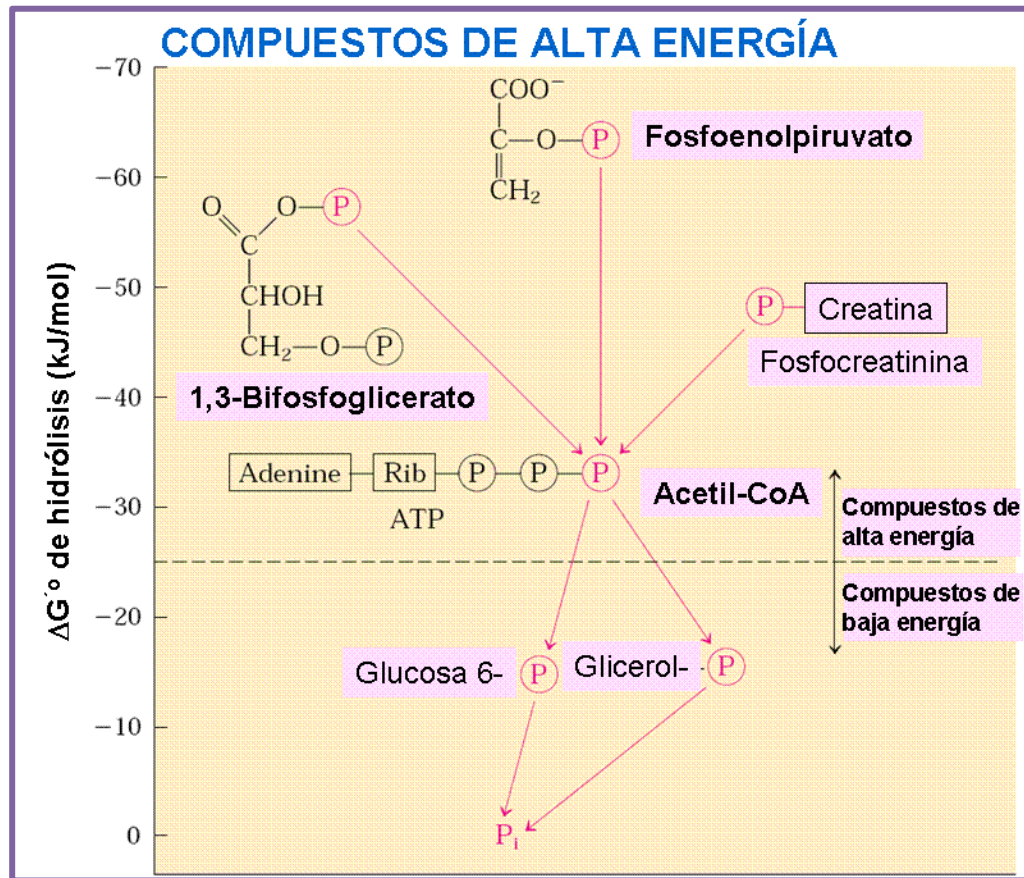 COMPUESTOS DE ALTA ENERGÍA
ΔG´º de hidrólisis (kJ/mol)
−70
−60
−50
−40
−30
−20
−10
0
COO−
C—O—P
CH2
Fosfoenolpiruvato
O O—P
C
CHOH
CH2—O—P
1,3-Bifosfoglicerato
P—Creatina
Fosfocreatinina
Adenine—Rib—P—P—P
ATP
Acetil-CoA
Compuestos de
alta energía
Compuestos de
baja energía
Glucosa 6- P
Glicerol- P
Pi